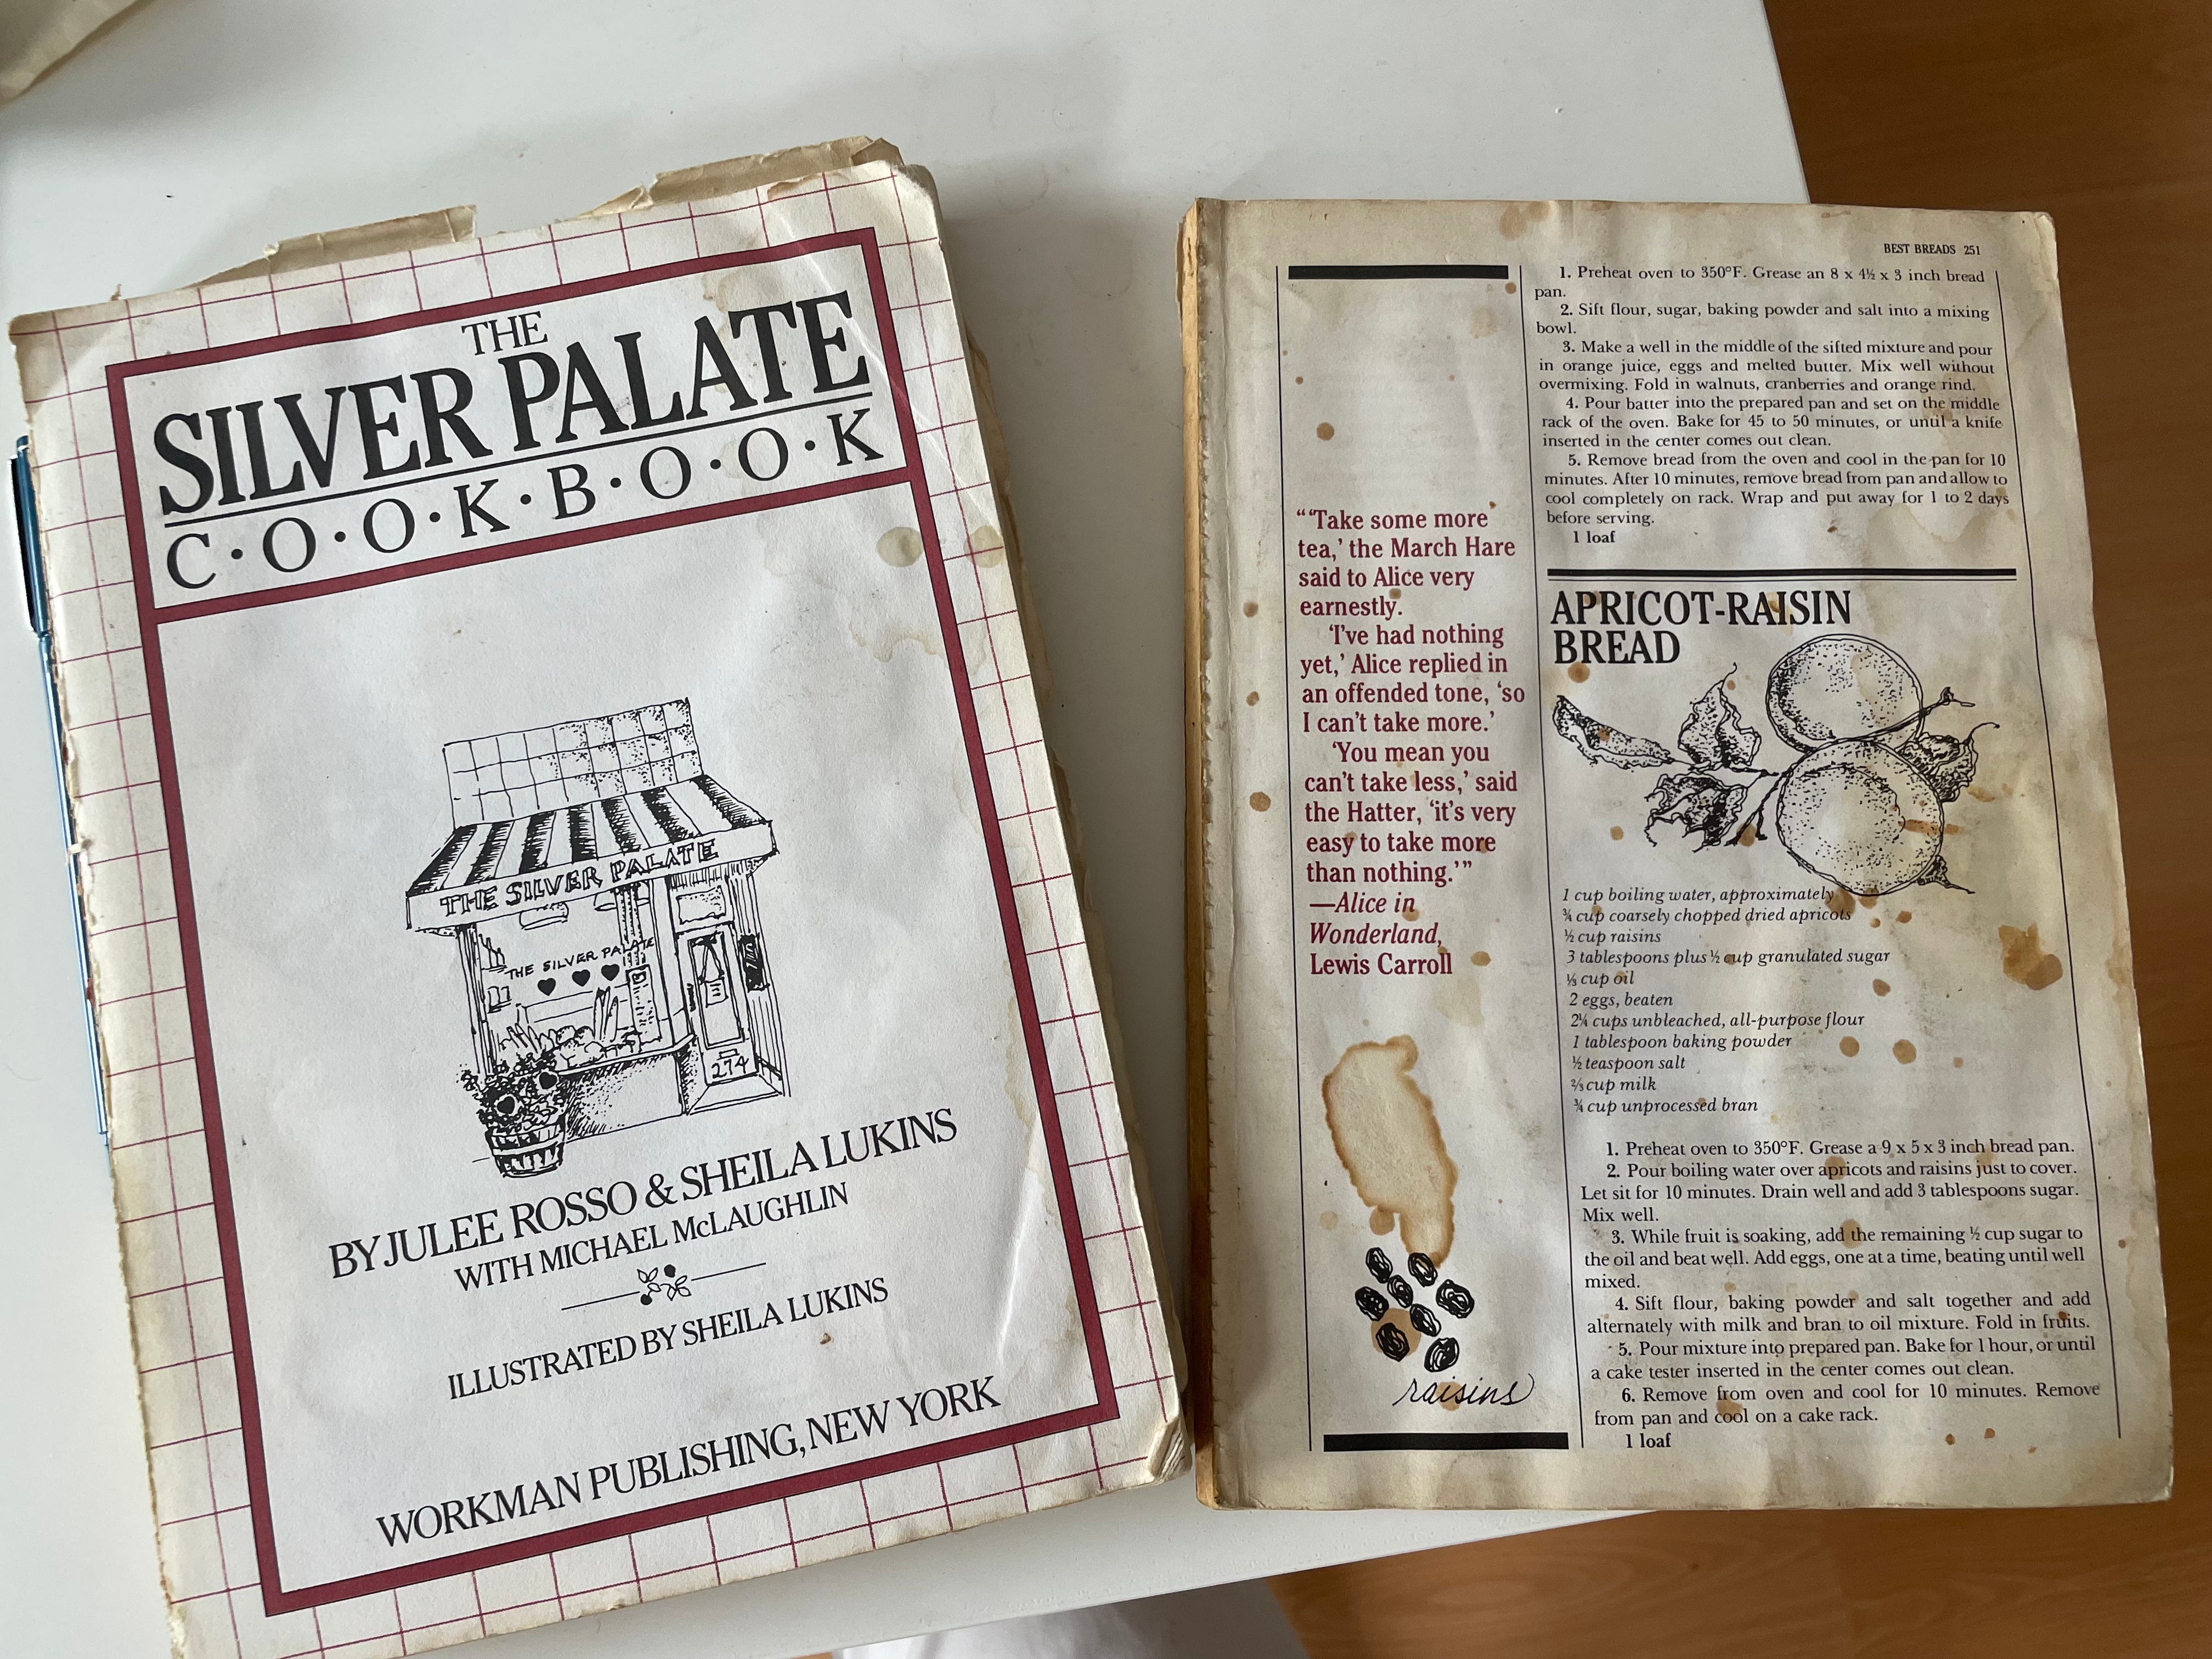 THE
SILVER PALATE
C·O·O·K·B·O·O·K
THE SILVER PALATE
THE SILVER PALATE
274
BY JULEE ROSSO & SHEILA LUKINS
WITH MICHAEL McLAUGHLIN
ILLUSTRATED BY SHEILA LUKINS
WORKMAN PUBLISHING, NEW YORK
BEST BREADS 251
“‘Take some more
tea,’ the March Hare
said to Alice very
earnestly.
‘I’ve had nothing
yet,’ Alice replied in
an offended tone, ‘so
I can’t take more.’
‘You mean you
can’t take less,’ said
the Hatter, ‘it’s very
easy to take more
than nothing.’”
—Alice in
Wonderland,
Lewis Carroll
raisins
1. Preheat oven to 350°F. Grease an 8 x 4½ x 3 inch bread
pan.
2. Sift flour, sugar, baking powder and salt into a mixing
bowl.
3. Make a well in the middle of the sifted mixture and pour
in orange juice, eggs and melted butter. Mix well without
overmixing. Fold in walnuts, cranberries and orange rind.
4. Pour batter into the prepared pan and set on the middle
rack of the oven. Bake for 45 to 50 minutes, or until a knife
inserted in the center comes out clean.
5. Remove bread from the oven and cool in the pan for 10
minutes. After 10 minutes, remove bread from pan and allow to
cool completely on rack. Wrap and put away for 1 to 2 days
before serving.
1 loaf
APRICOT-RAISIN
BREAD
1 cup boiling water, approximately
¾ cup coarsely chopped dried apricots
½ cup raisins
3 tablespoons plus ½ cup granulated sugar
⅓ cup oil
2 eggs, beaten
2¼ cups unbleached, all-purpose flour
1 tablespoon baking powder
½ teaspoon salt
⅔ cup milk
¾ cup unprocessed bran
1. Preheat oven to 350°F. Grease a 9 x 5 x 3 inch bread pan.
2. Pour boiling water over apricots and raisins just to cover.
Let sit for 10 minutes. Drain well and add 3 tablespoons sugar.
Mix well.
3. While fruit is soaking, add the remaining ½ cup sugar to
the oil and beat well. Add eggs, one at a time, beating until well
mixed.
4. Sift flour, baking powder and salt together and add
alternately with milk and bran to oil mixture. Fold in fruits.
5. Pour mixture into prepared pan. Bake for 1 hour, or until
a cake tester inserted in the center comes out clean.
6. Remove from oven and cool for 10 minutes. Remove
from pan and cool on a cake rack.
1 loaf